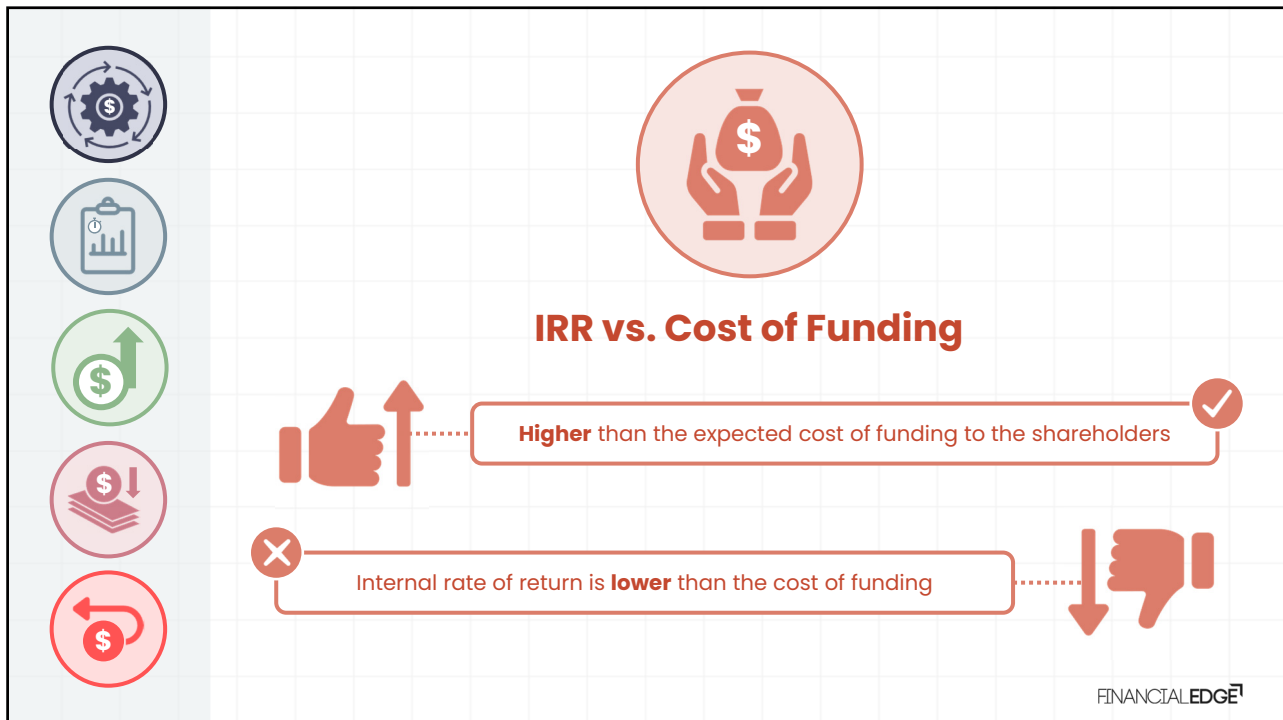 $
$
$
$
$
$
IRR vs. Cost of Funding
Higher than the expected cost of funding to the shareholders
Internal rate of return is lower than the cost of funding
FINANCIALEDGE